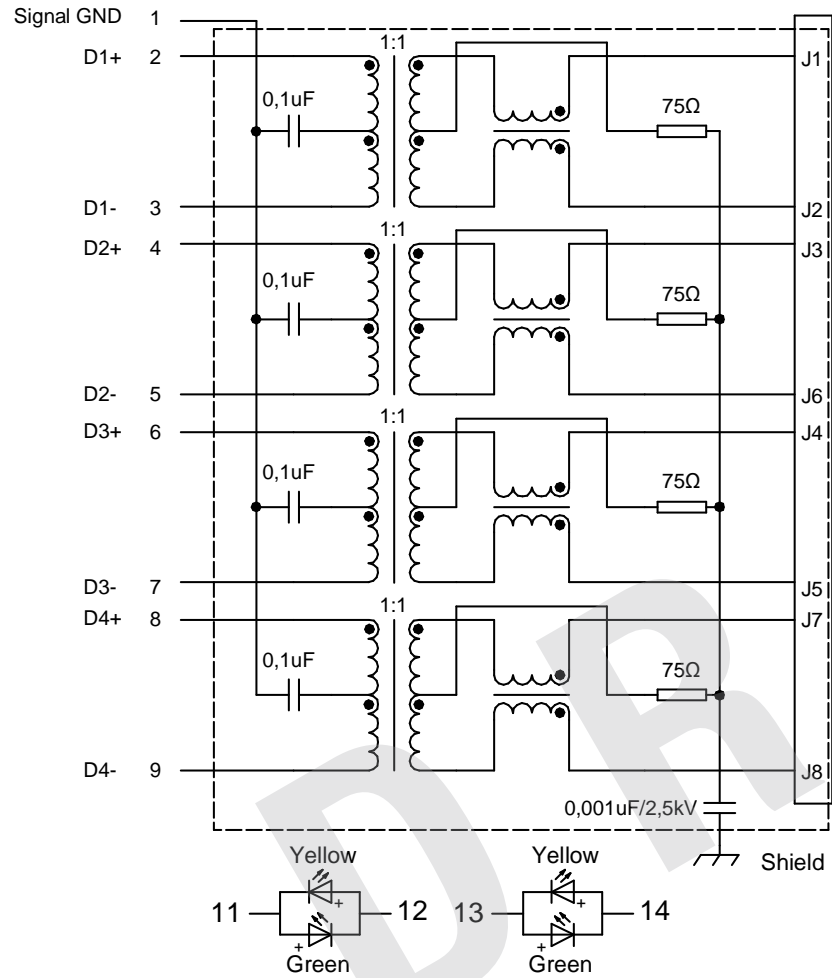 Signal GND 1
D1+ 2 1:1 J1
0,1uF 75Ω
D1- 3 J2
1:1
D2+ 4 J3
0,1uF 75Ω
D2- 5 J6
1:1
D3+ 6 J4
0,1uF 75Ω
D3- 7 J5
1:1
D4+ 8 J7
0,1uF 75Ω
D4- 9 J8
0,001uF/2,5kV
Shield
Yellow Yellow
+ +
11 12 13 14
+ +
Green Green
D R